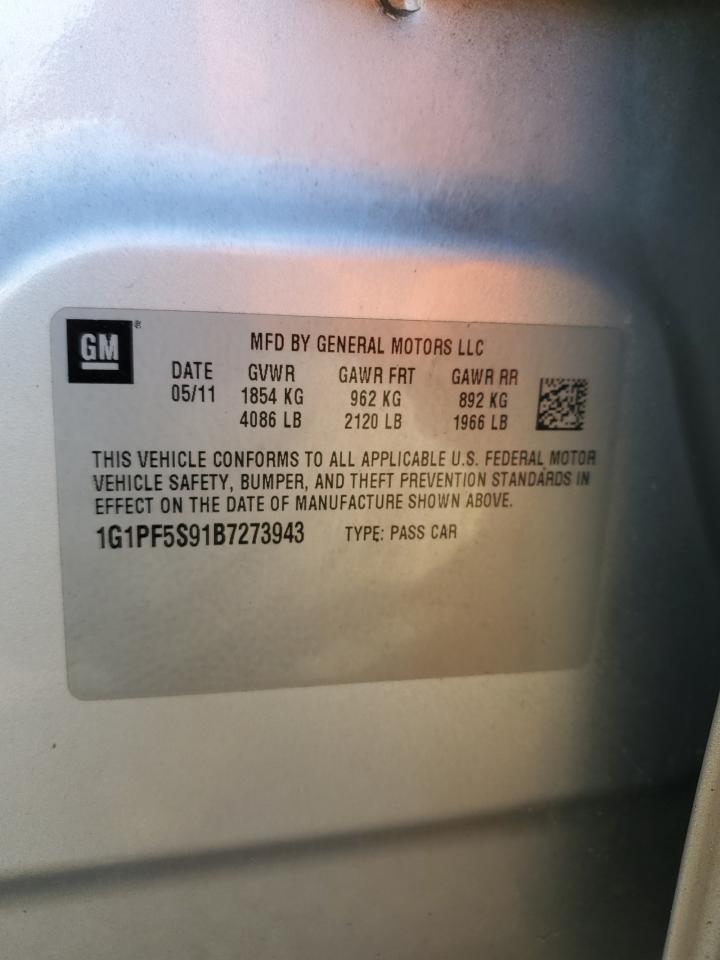 GM®
MFD BY GENERAL MOTORS LLC
DATE GVWR GAWR FRT GAWR RR
05/11 1854 KG 962 KG 892 KG
4086 LB 2120 LB 1966 LB
THIS VEHICLE CONFORMS TO ALL APPLICABLE U.S. FEDERAL MOTOR
VEHICLE SAFETY, BUMPER, AND THEFT PREVENTION STANDARDS IN
EFFECT ON THE DATE OF MANUFACTURE SHOWN ABOVE.
1G1PF5S91B7273943 TYPE: PASS CAR